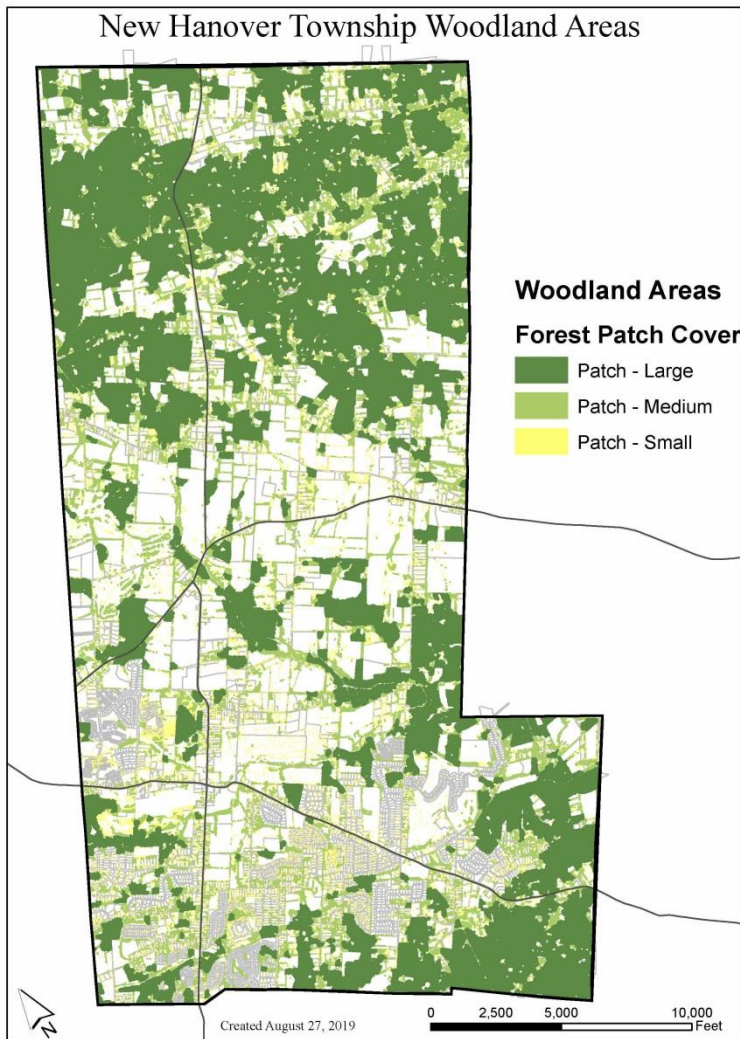 New Hanover Township Woodland Areas
Woodland Areas
Forest Patch Cover
Patch - Large
Patch - Medium
Patch - Small
N
Created August 27, 2019
0 2,500 5,000 10,000
Feet